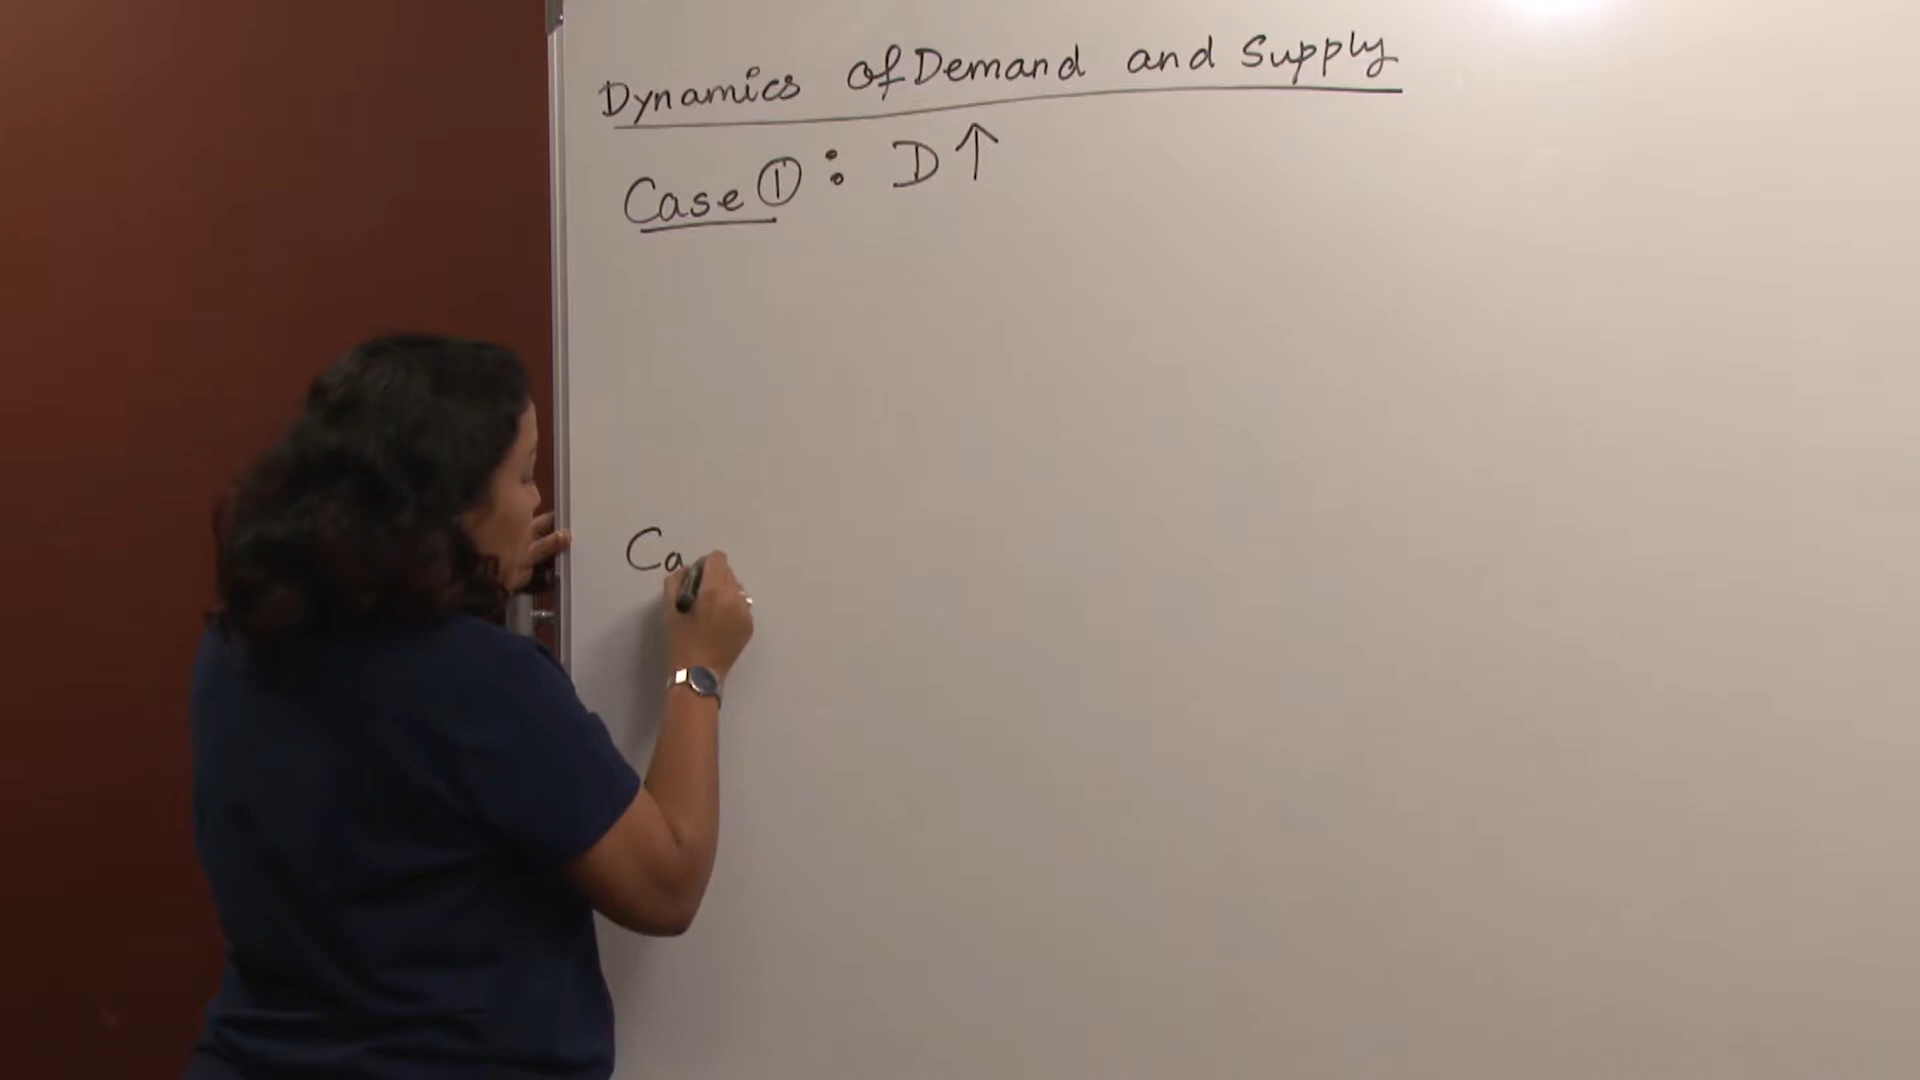 Dynamics of Demand and Supply
Case ①: D↑
Ca